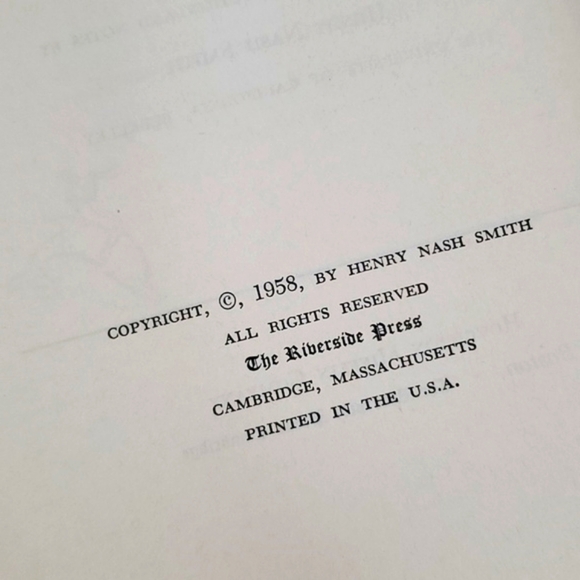 COPYRIGHT, ©, 1958, BY HENRY NASH SMITH
ALL RIGHTS RESERVED
The Riverside Press
CAMBRIDGE, MASSACHUSETTS
PRINTED IN THE U.S.A.